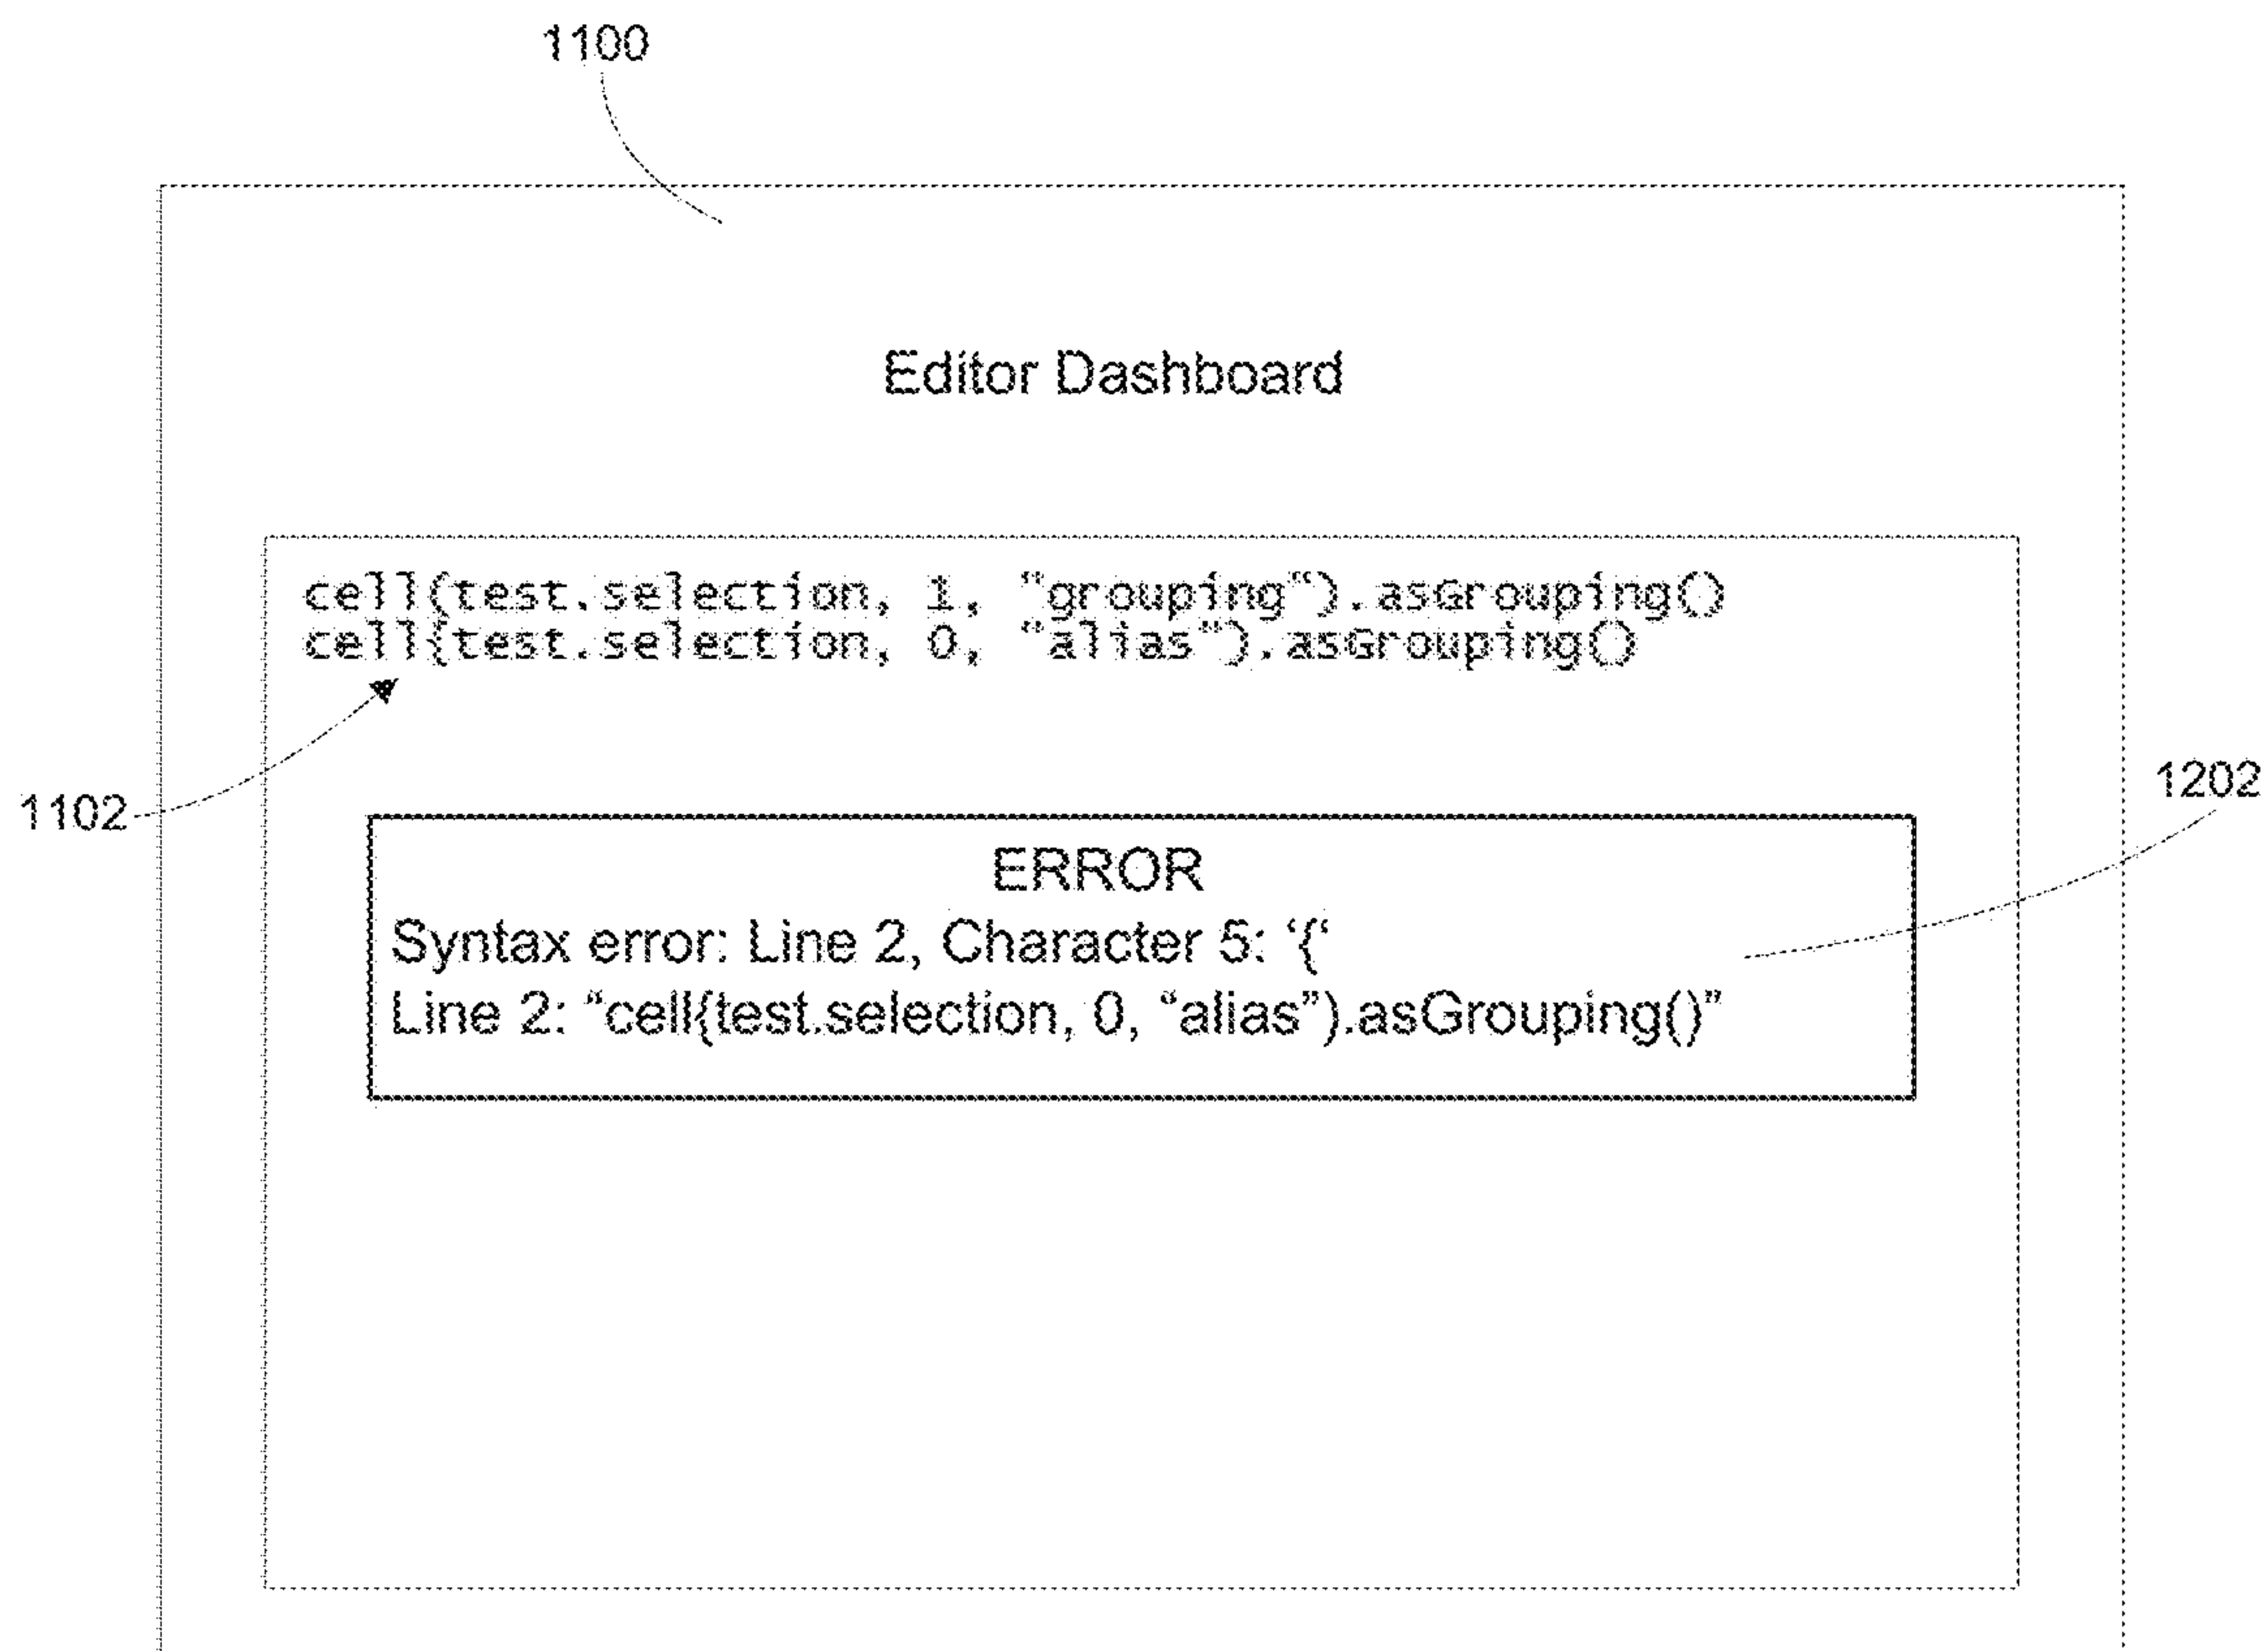 1100
Editor Dashboard
cell(test.selection, 1, "grouping").asGrouping()
cell{test.selection, 0, "alias").asGrouping()
1102
1202
ERROR
Syntax error: Line 2, Character 5: ‘{‘
Line 2: “cell{test.selection, 0, “alias”).asGrouping()”